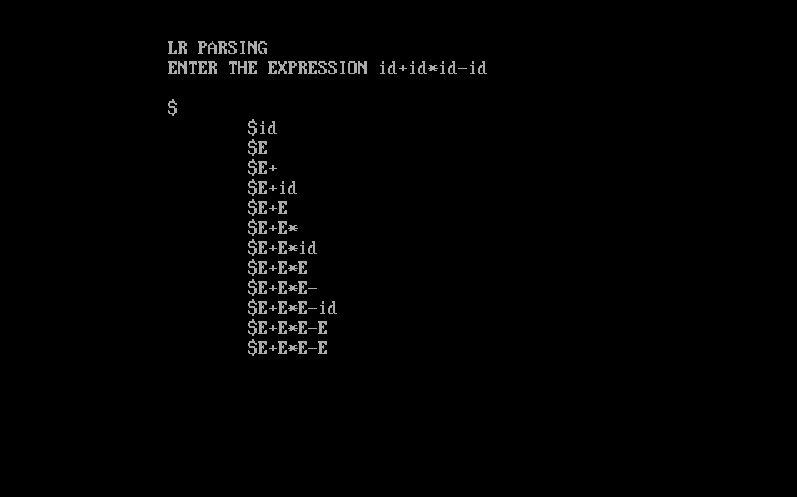 LR PARSING
ENTER THE EXPRESSION id+id*id-id
$
$id
$E
$E+
$E+id
$E+E
$E+E*
$E+E*id
$E+E*E
$E+E*E-
$E+E*E-id
$E+E*E-E
$E+E*E-E